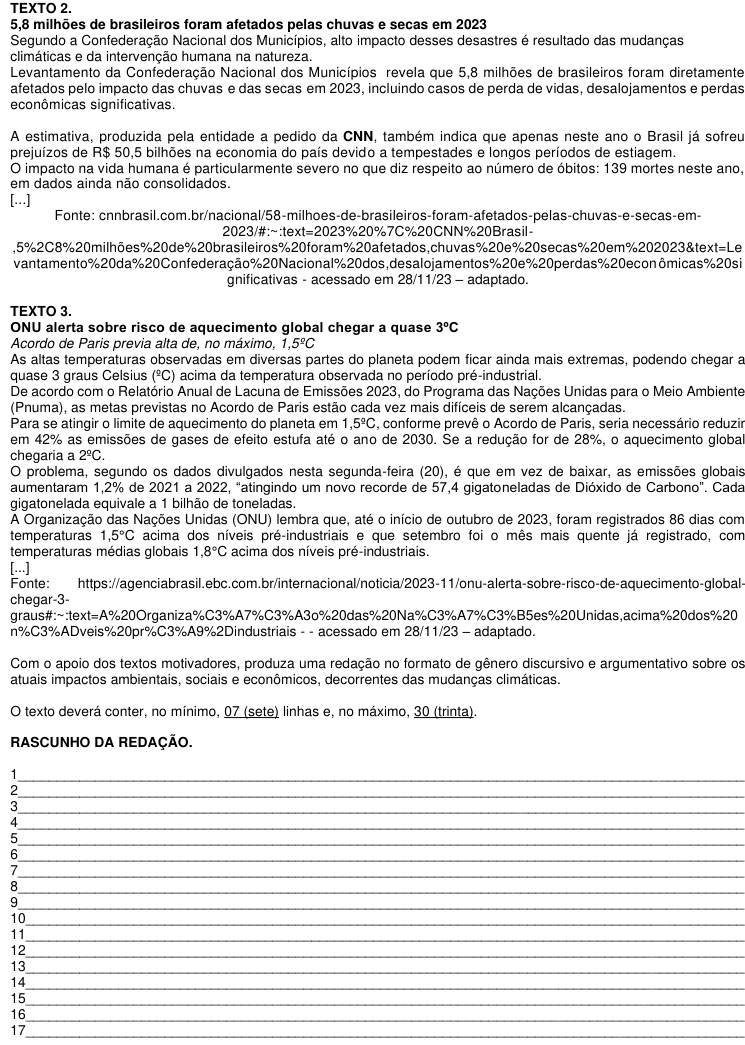 TEXTO 2.
5,8 milhões de brasileiros foram afetados pelas chuvas e secas em 2023
Segundo a Confederação Nacional dos Municípios, alto impacto desses desastres é resultado das mudanças
climáticas e da intervenção humana na natureza.
Levantamento da Confederação Nacional dos Municípios revela que 5,8 milhões de brasileiros foram diretamente
afetados pelo impacto das chuvas e das secas em 2023, incluindo casos de perda de vidas, desalojamentos e perdas
econômicas significativas.
A estimativa, produzida pela entidade a pedido da CNN, também indica que apenas neste ano o Brasil já sofreu
prejuízos de R$ 50,5 bilhões na economia do país devido a tempestades e longos períodos de estiagem.
O impacto na vida humana é particularmente severo no que diz respeito ao número de óbitos: 139 mortes neste ano,
em dados ainda não consolidados.
[...]
Fonte: cnnbrasil.com.br/nacional/58-milhoes-de-brasileiros-foram-afetados-pelas-chuvas-e-secas-em-
2023/#:~:text=2023%20%7C%20CNN%20Brasil-
,5%2C8%20milhões%20de%20brasileiros%20foram%20afetados,chuvas%20e%20secas%20em%202023&text=Le
vantamento%20da%20Confederação%20Nacional%20dos,desalojamentos%20e%20perdas%20econômicas%20si
gnificativas - acessado em 28/11/23 – adaptado.
TEXTO 3.
ONU alerta sobre risco de aquecimento global chegar a quase 3ºC
Acordo de Paris previa alta de, no máximo, 1,5ºC
As altas temperaturas observadas em diversas partes do planeta podem ficar ainda mais extremas, podendo chegar a
quase 3 graus Celsius (ºC) acima da temperatura observada no período pré-industrial.
De acordo com o Relatório Anual de Lacuna de Emissões 2023, do Programa das Nações Unidas para o Meio Ambiente
(Pnuma), as metas previstas no Acordo de Paris estão cada vez mais difíceis de serem alcançadas.
Para se atingir o limite de aquecimento do planeta em 1,5ºC, conforme prevê o Acordo de Paris, seria necessário reduzir
em 42% as emissões de gases de efeito estufa até o ano de 2030. Se a redução for de 28%, o aquecimento global
chegaria a 2ºC.
O problema, segundo os dados divulgados nesta segunda-feira (20), é que em vez de baixar, as emissões globais
aumentaram 1,2% de 2021 a 2022, “atingindo um novo recorde de 57,4 gigatoneladas de Dióxido de Carbono”. Cada
gigatonelada equivale a 1 bilhão de toneladas.
A Organização das Nações Unidas (ONU) lembra que, até o início de outubro de 2023, foram registrados 86 dias com
temperaturas 1,5°C acima dos níveis pré-industriais e que setembro foi o mês mais quente já registrado, com
temperaturas médias globais 1,8°C acima dos níveis pré-industriais.
[...]
Fonte: https://agenciabrasil.ebc.com.br/internacional/noticia/2023-11/onu-alerta-sobre-risco-de-aquecimento-global-
chegar-3-
graus#:~:text=A%20Organiza%C3%A7%C3%A3o%20das%20Na%C3%A7%C3%B5es%20Unidas,acima%20dos%20
n%C3%ADveis%20pr%C3%A9%2Dindustriais - - acessado em 28/11/23 – adaptado.
Com o apoio dos textos motivadores, produza uma redação no formato de gênero discursivo e argumentativo sobre os
atuais impactos ambientais, sociais e econômicos, decorrentes das mudanças climáticas.
O texto deverá conter, no mínimo, 07 (sete) linhas e, no máximo, 30 (trinta).
RASCUNHO DA REDAÇÃO.
1
2
3
4
5
6
7
8
9
10
11
12
13
14
15
16
17